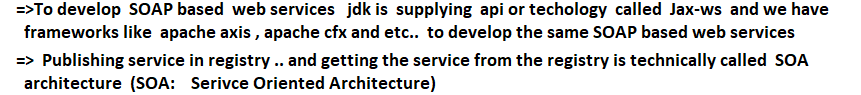 =>To develop SOAP based web services jdk is supplying api or techology called Jax-ws and we have
frameworks like apache axis , apache cfx and etc.. to develop the same SOAP based web services
=> Publishing service in registry .. and getting the service from the registry is technically called SOA
architecture (SOA: Serivce Oriented Architecture)